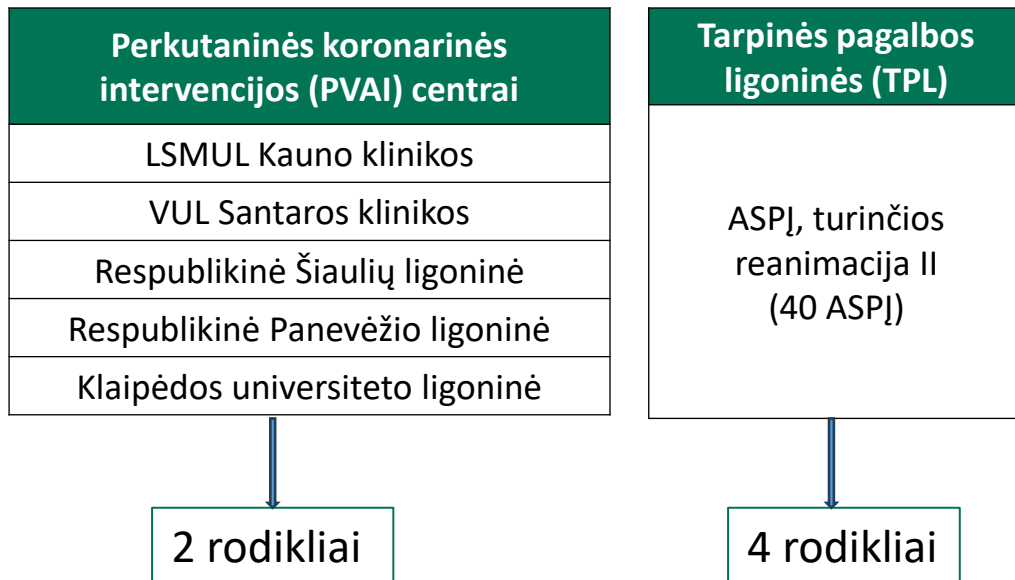 Perkutaninės koronarinės
intervencijos (PVAI) centrai
LSMUL Kauno klinikos
VUL Santaros klinikos
Respublikinė Šiaulių ligoninė
Respublikinė Panevėžio ligoninė
Klaipėdos universiteto ligoninė
2 rodikliai
Tarpinės pagalbos
ligoninės (TPL)
ASPĮ, turinčios
reanimacija II
(40 ASPĮ)
4 rodikliai